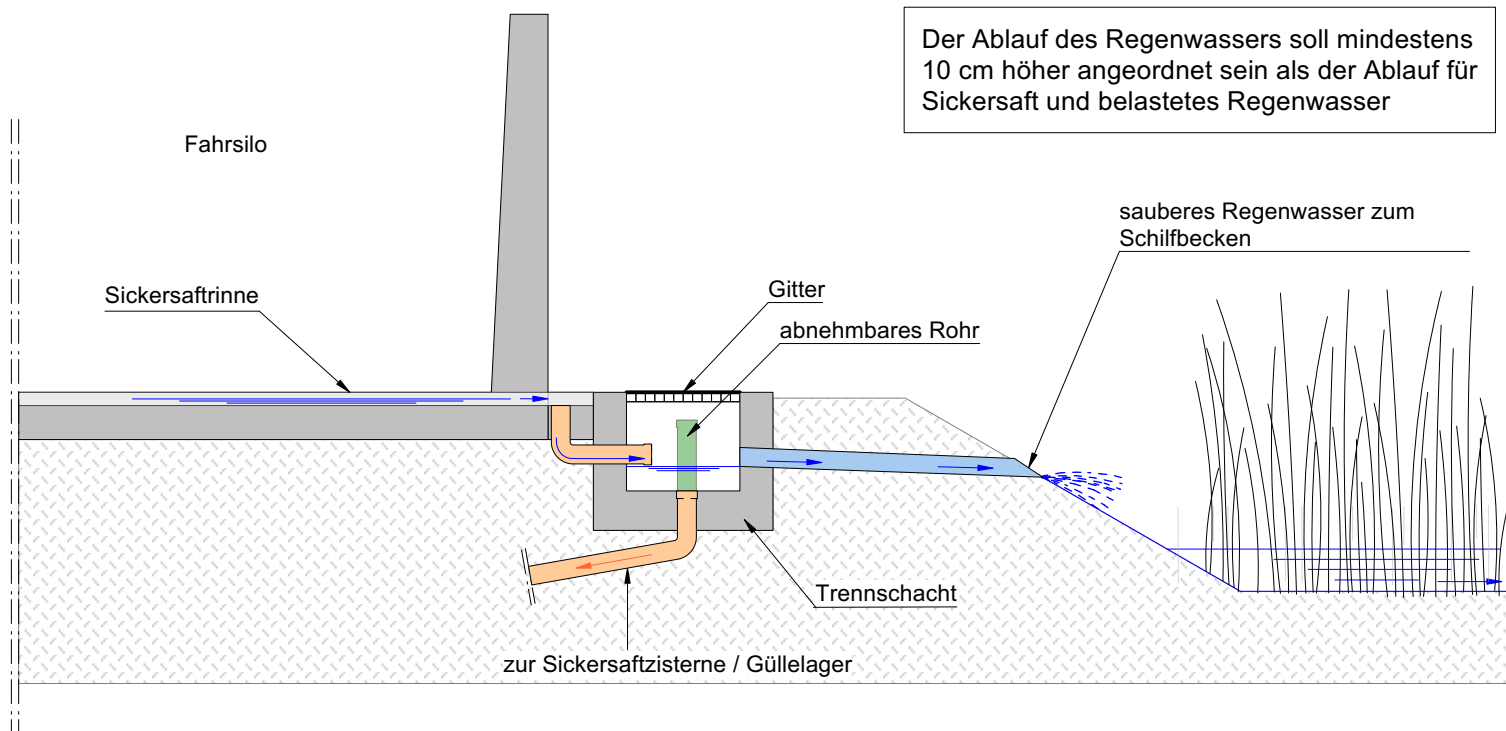 Der Ablauf des Regenwassers soll mindestens
10 cm höher angeordnet sein als der Ablauf für
Sickersaft und belastetes Regenwasser
Fahrsilo
sauberes Regenwasser zum
Schilfbecken
Sickersaftrinne
Gitter
abnehmbares Rohr
Trennschacht
zur Sickersaftzisterne / Güllelager